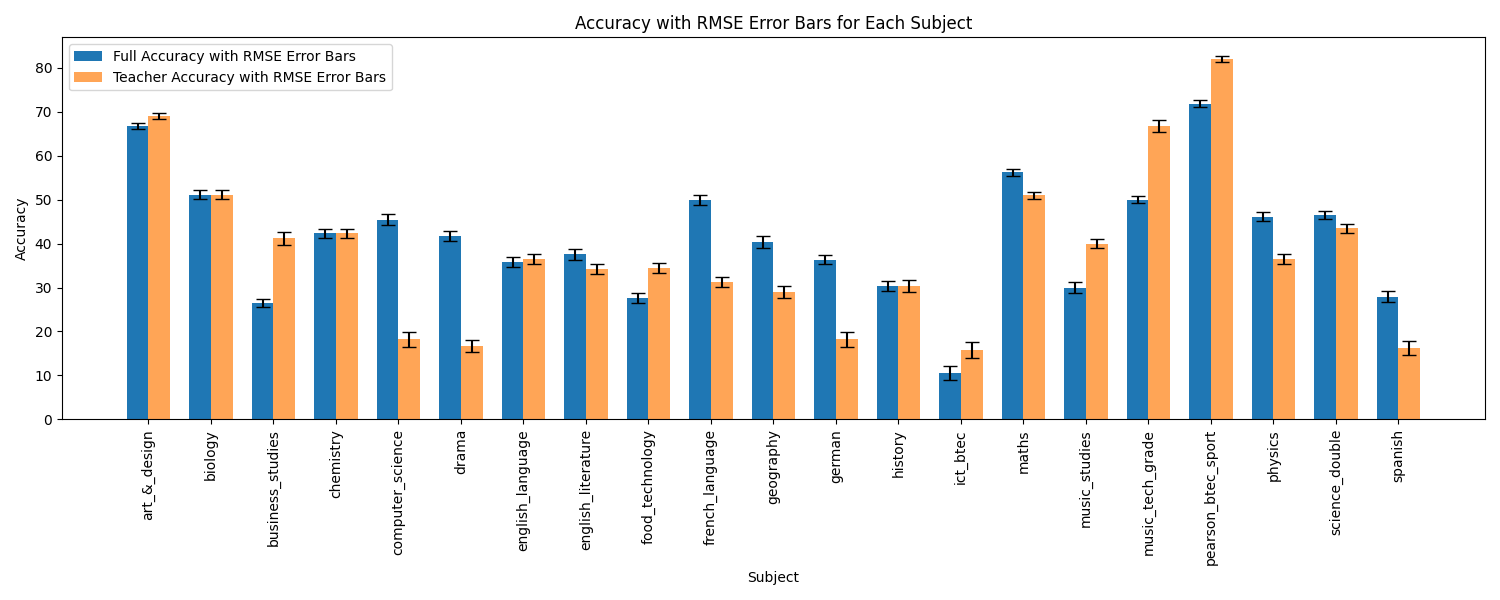 Accuracy with RMSE Error Bars for Each Subject
Full Accuracy with RMSE Error Bars
Teacher Accuracy with RMSE Error Bars
Accuracy
80
70
60
50
40
30
20
10
0
art_&_design
biology
business_studies
chemistry
computer_science
drama
english_language
english_literature
food_technology
french_language
geography
german
history
ict_btec
maths
music_studies
music_tech_grade
pearson_btec_sport
physics
science_double
spanish
Subject